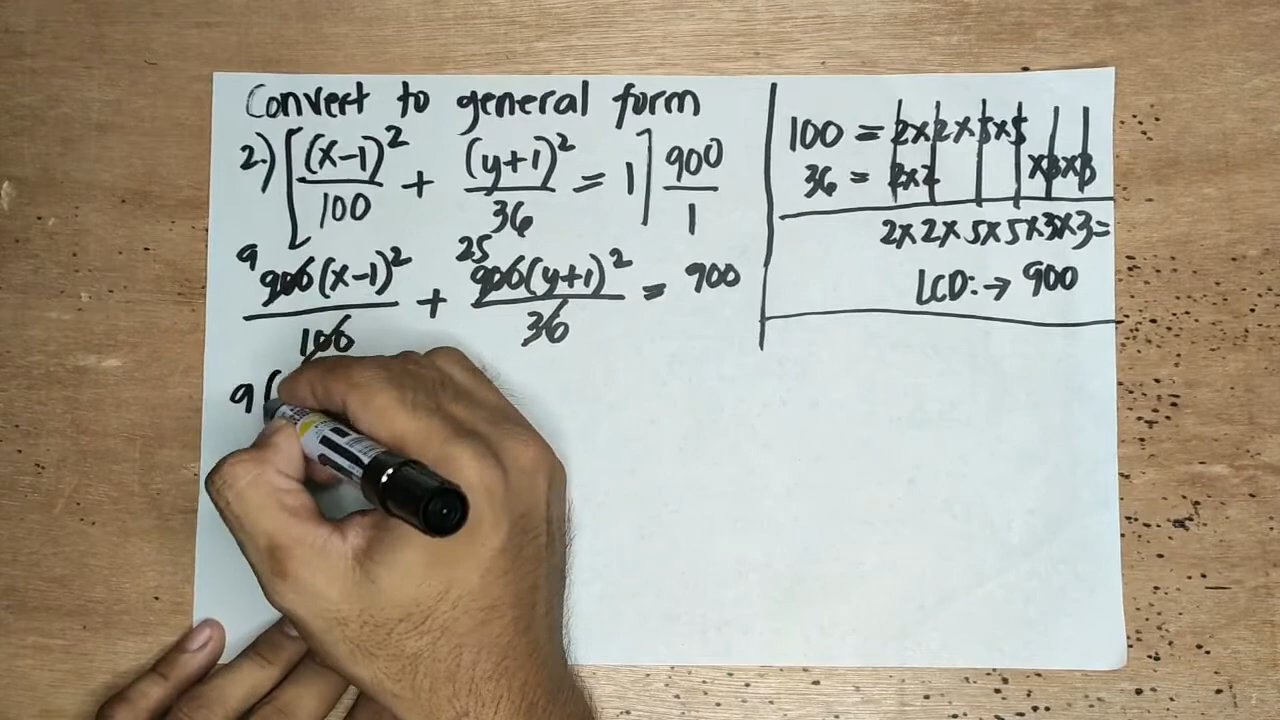 Convert to general form
2.) [(x-1)²/100 + (y+1)²/36 = 1] 900/1
9 900(x-1)²/100 + 25 900(y+1)²/36 = 900
9(
100 = 2x2x5x5
36 = 2x2 x3x3
2x2x5x5x3x3=
LCD: → 900